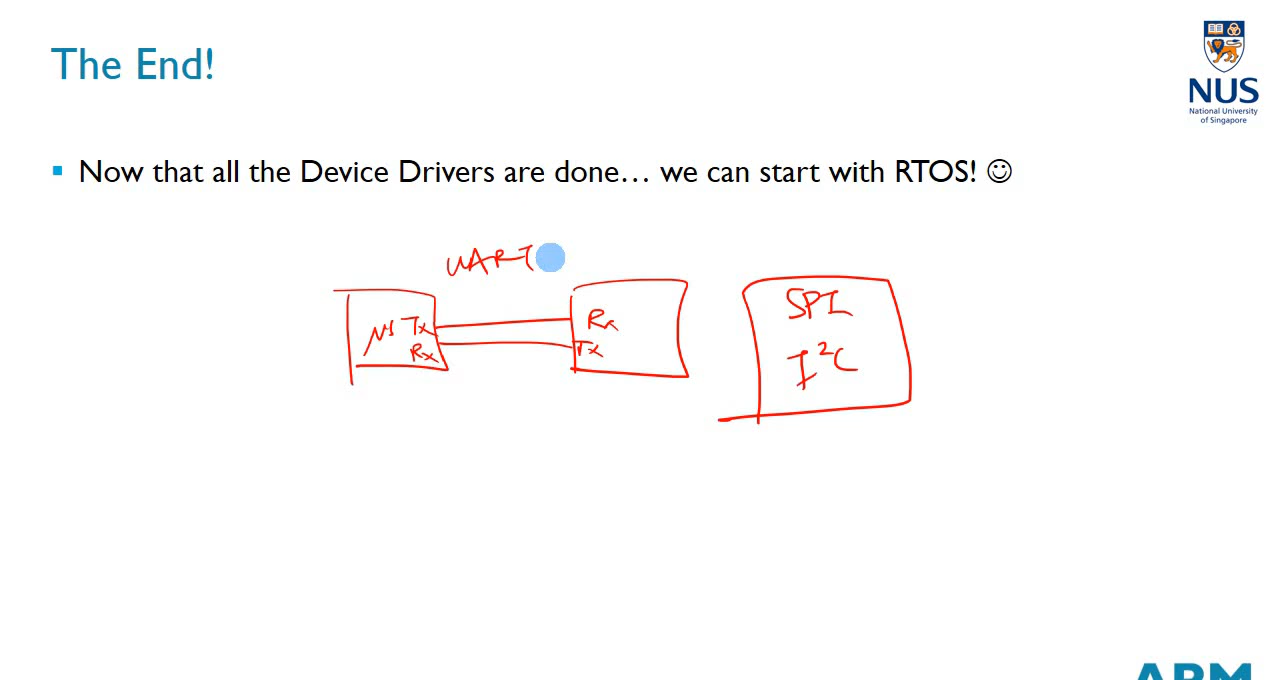 The End!
NUS
National University
of Singapore
Now that all the Device Drivers are done... we can start with RTOS! ☺
UART
Tx
Rx
Rx
Tx
SPI
I²C
ARM